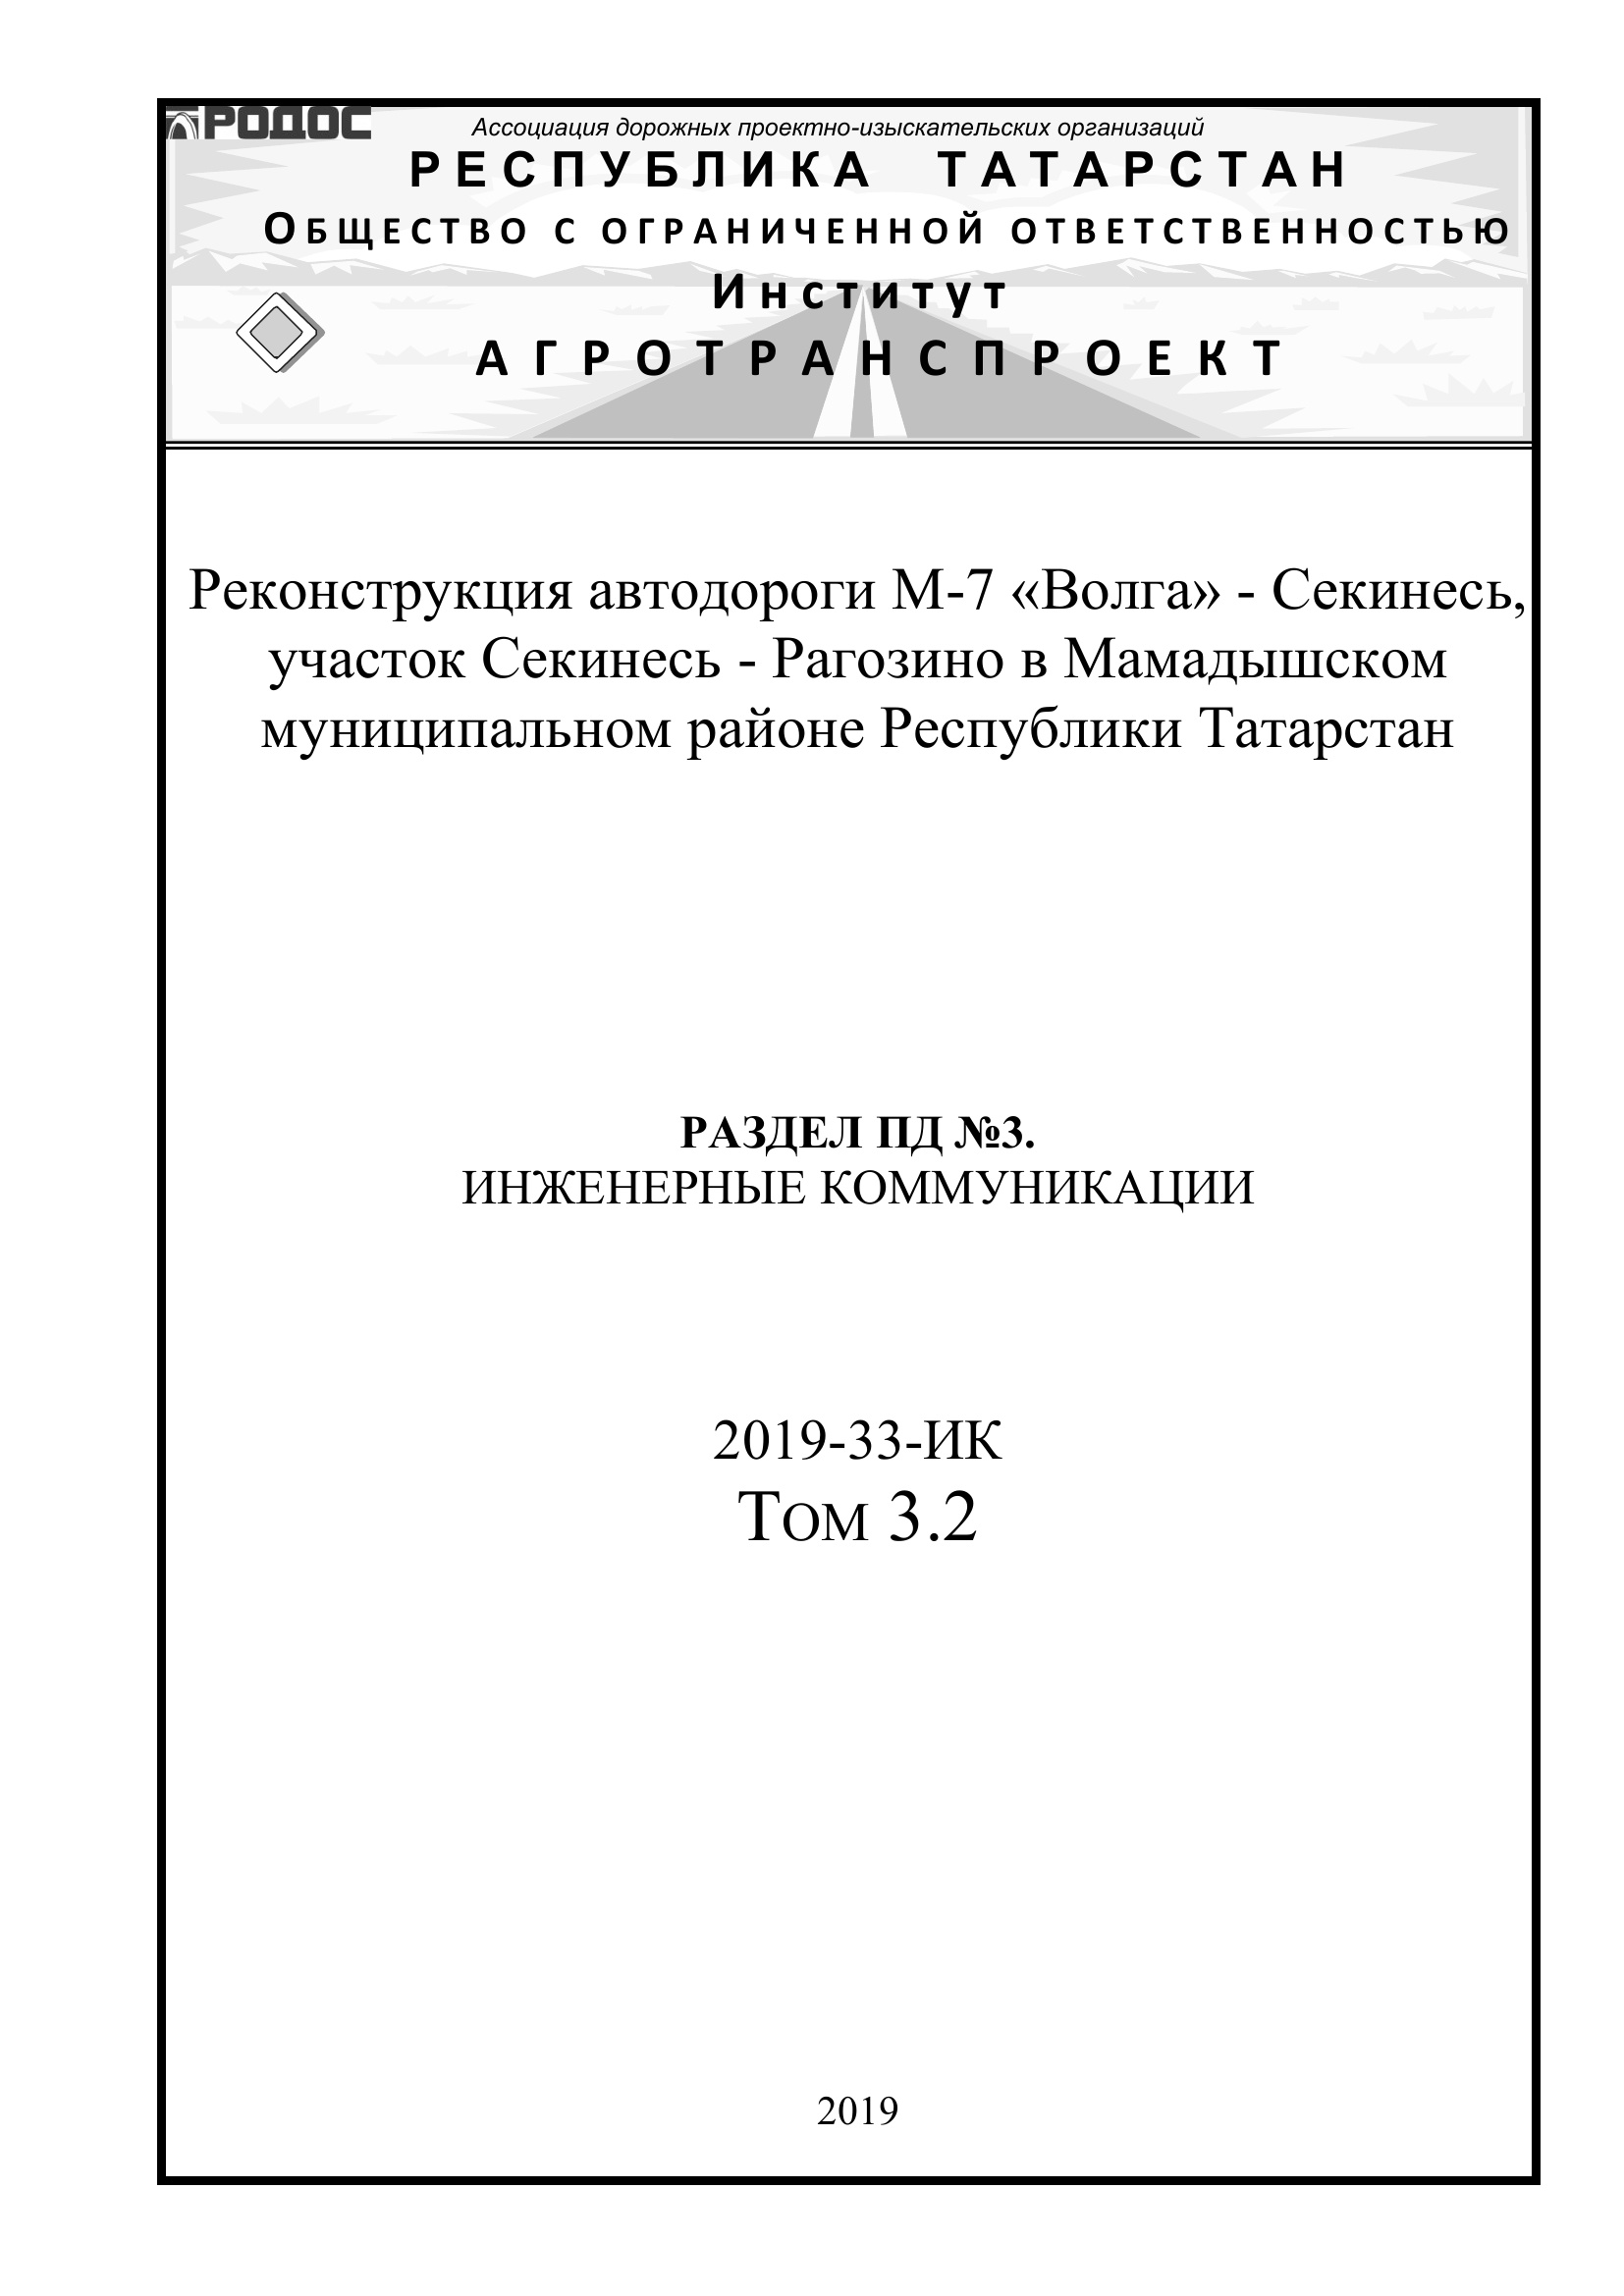 РОДОС
Ассоциация дорожных проектно-изыскательских организаций
РЕСПУБЛИКА ТАТАРСТАН
ОБЩЕСТВО С ОГРАНИЧЕННОЙ ОТВЕТСТВЕННОСТЬЮ
Институт
АГРОТРАНСПРОЕКТ
Реконструкция автодороги М-7 «Волга» - Секинесь,
участок Секинесь - Рагозино в Мамадышском
муниципальном районе Республики Татарстан
РАЗДЕЛ ПД №3.
ИНЖЕНЕРНЫЕ КОММУНИКАЦИИ
2019-33-ИК
ТОМ 3.2
2019